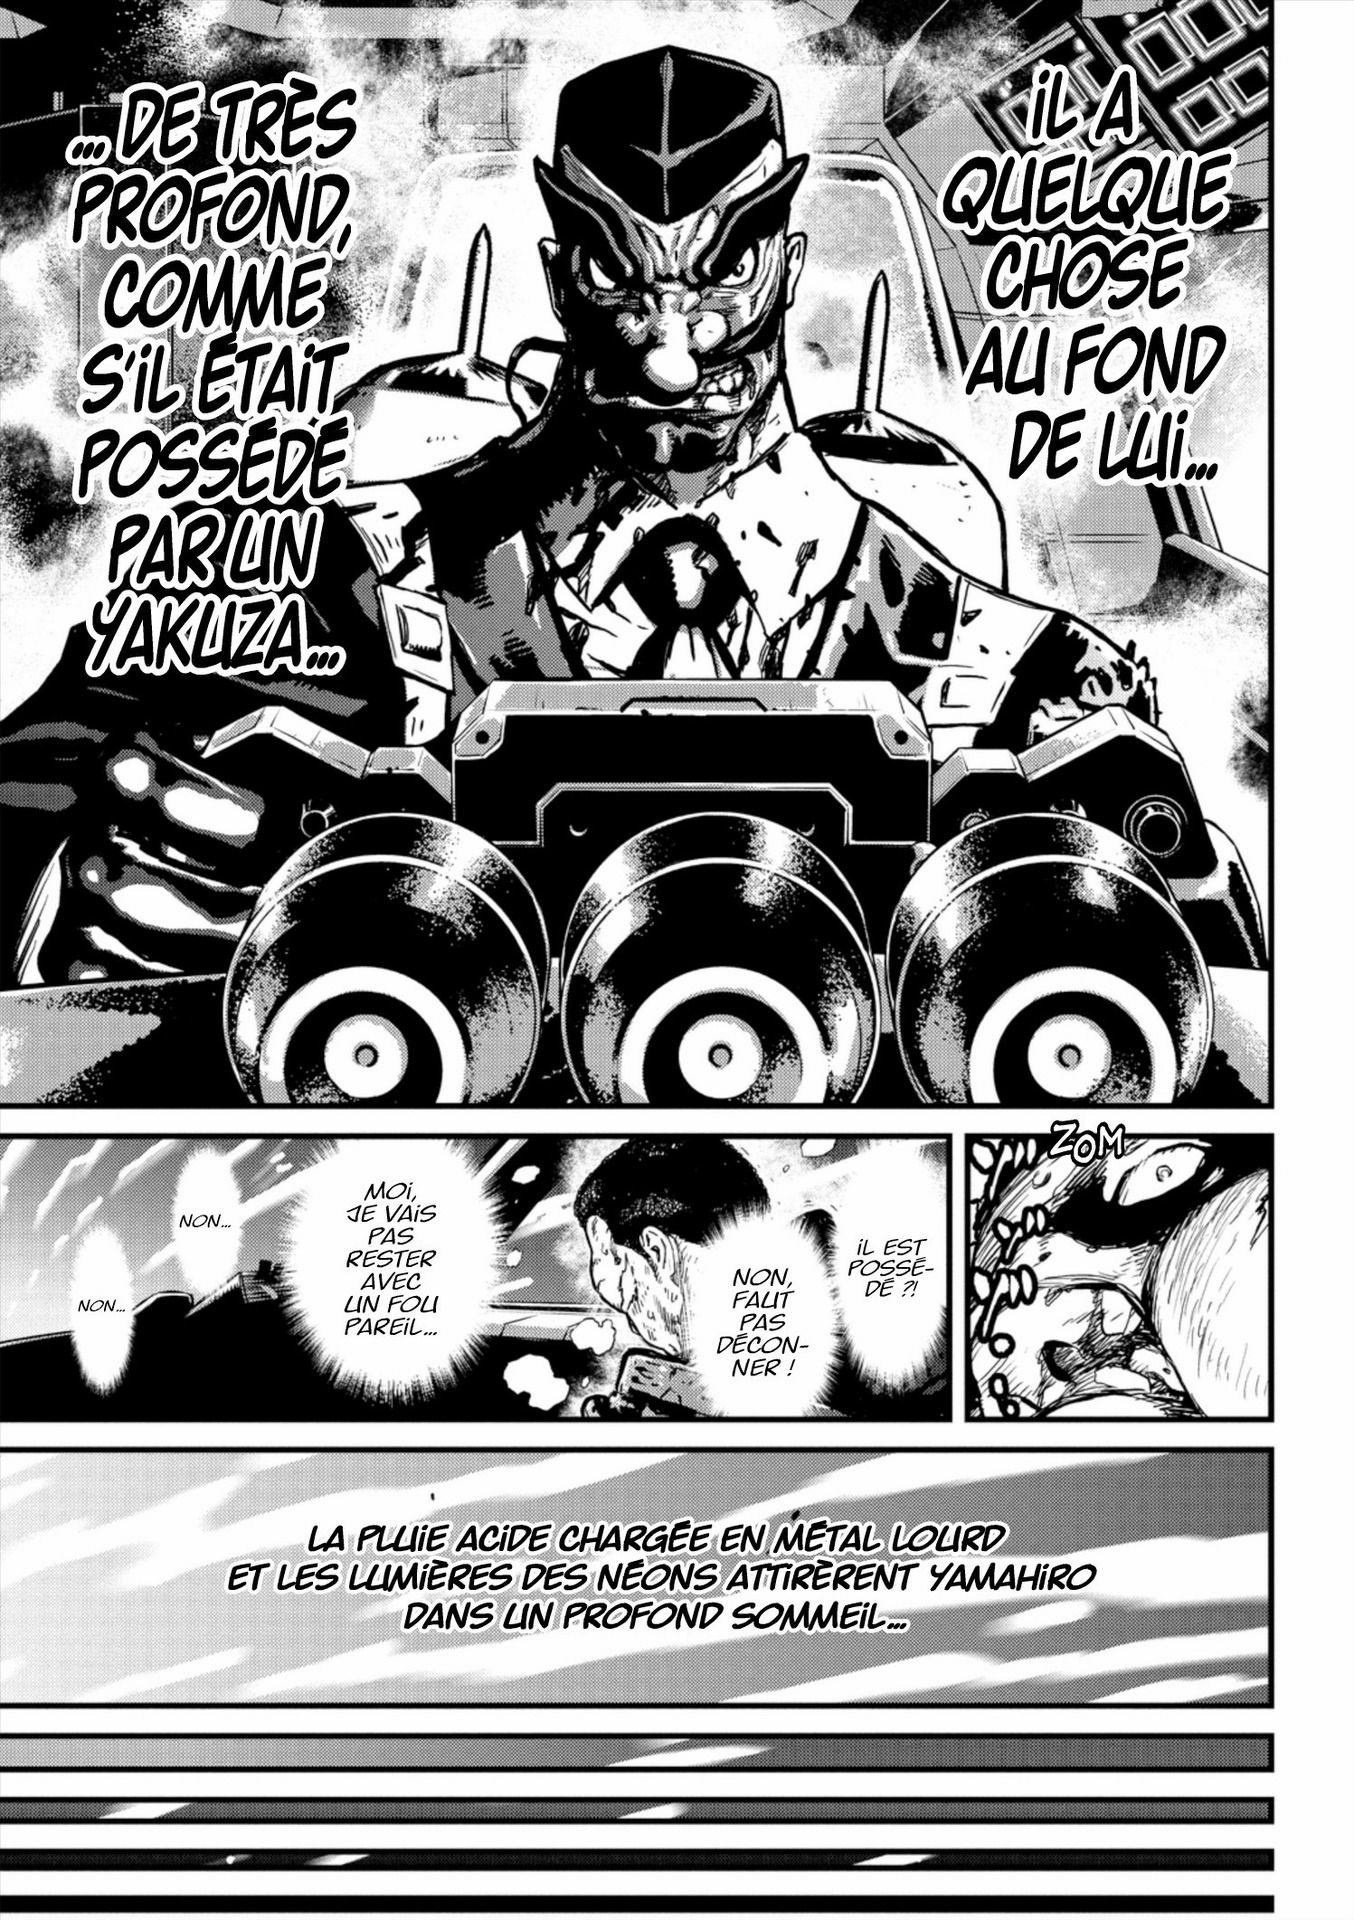 IL A
QUELQUE
CHOSE
AU FOND
DE LUI...
... DE TRÈS
PROFOND,
COMME
S'IL ÉTAIT
POSSÉDÉ
PAR UN
YAKUZA...
ZOM
IL EST
POSSÉ-
DÉ ?!
NON,
FAUT
PAS
DÉCON-
NER !
MOI,
JE VAIS
PAS
RESTER
AVEC
UN FOU
PAREIL...
NON...
NON...
LA PLUIE ACIDE CHARGÉE EN MÉTAL LOURD
ET LES LUMIÈRES DES NÉONS ATTIRÈRENT YAMAHIRO
DANS UN PROFOND SOMMEIL...